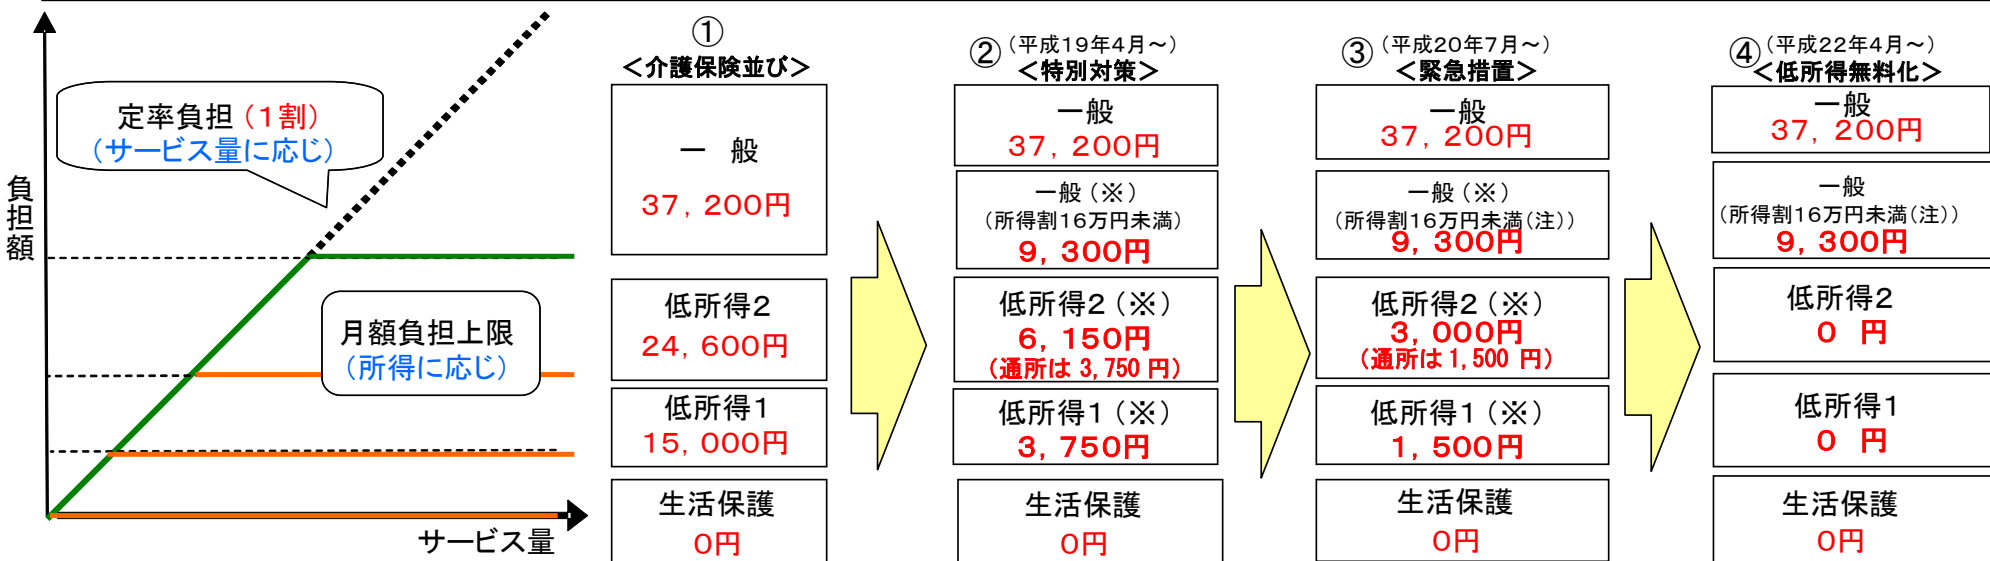 定率負担（1割）
（サービス量に応じ）
負担額
月額負担上限
（所得に応じ）
サービス量
①
＜介護保険並び＞
一 般
37,200円
低所得2
24,600円
低所得1
15,000円
生活保護
0円
②（平成19年4月～）
＜特別対策＞
一般
37,200円
一般（※）
（所得割16万円未満）
9,300円
低所得2（※）
6,150円
（通所は 3,750 円）
低所得1（※）
3,750円
生活保護
0円
③（平成20年7月～）
＜緊急措置＞
一般
37,200円
一般（※）
（所得割16万円未満（注））
9,300円
低所得2（※）
3,000円
（通所は 1,500 円）
低所得1（※）
1,500円
生活保護
0円
④（平成22年4月～）
＜低所得無料化＞
一般
37,200円
一般
（所得割16万円未満（注））
9,300円
低所得2
0 円
低所得1
0 円
生活保護
0円